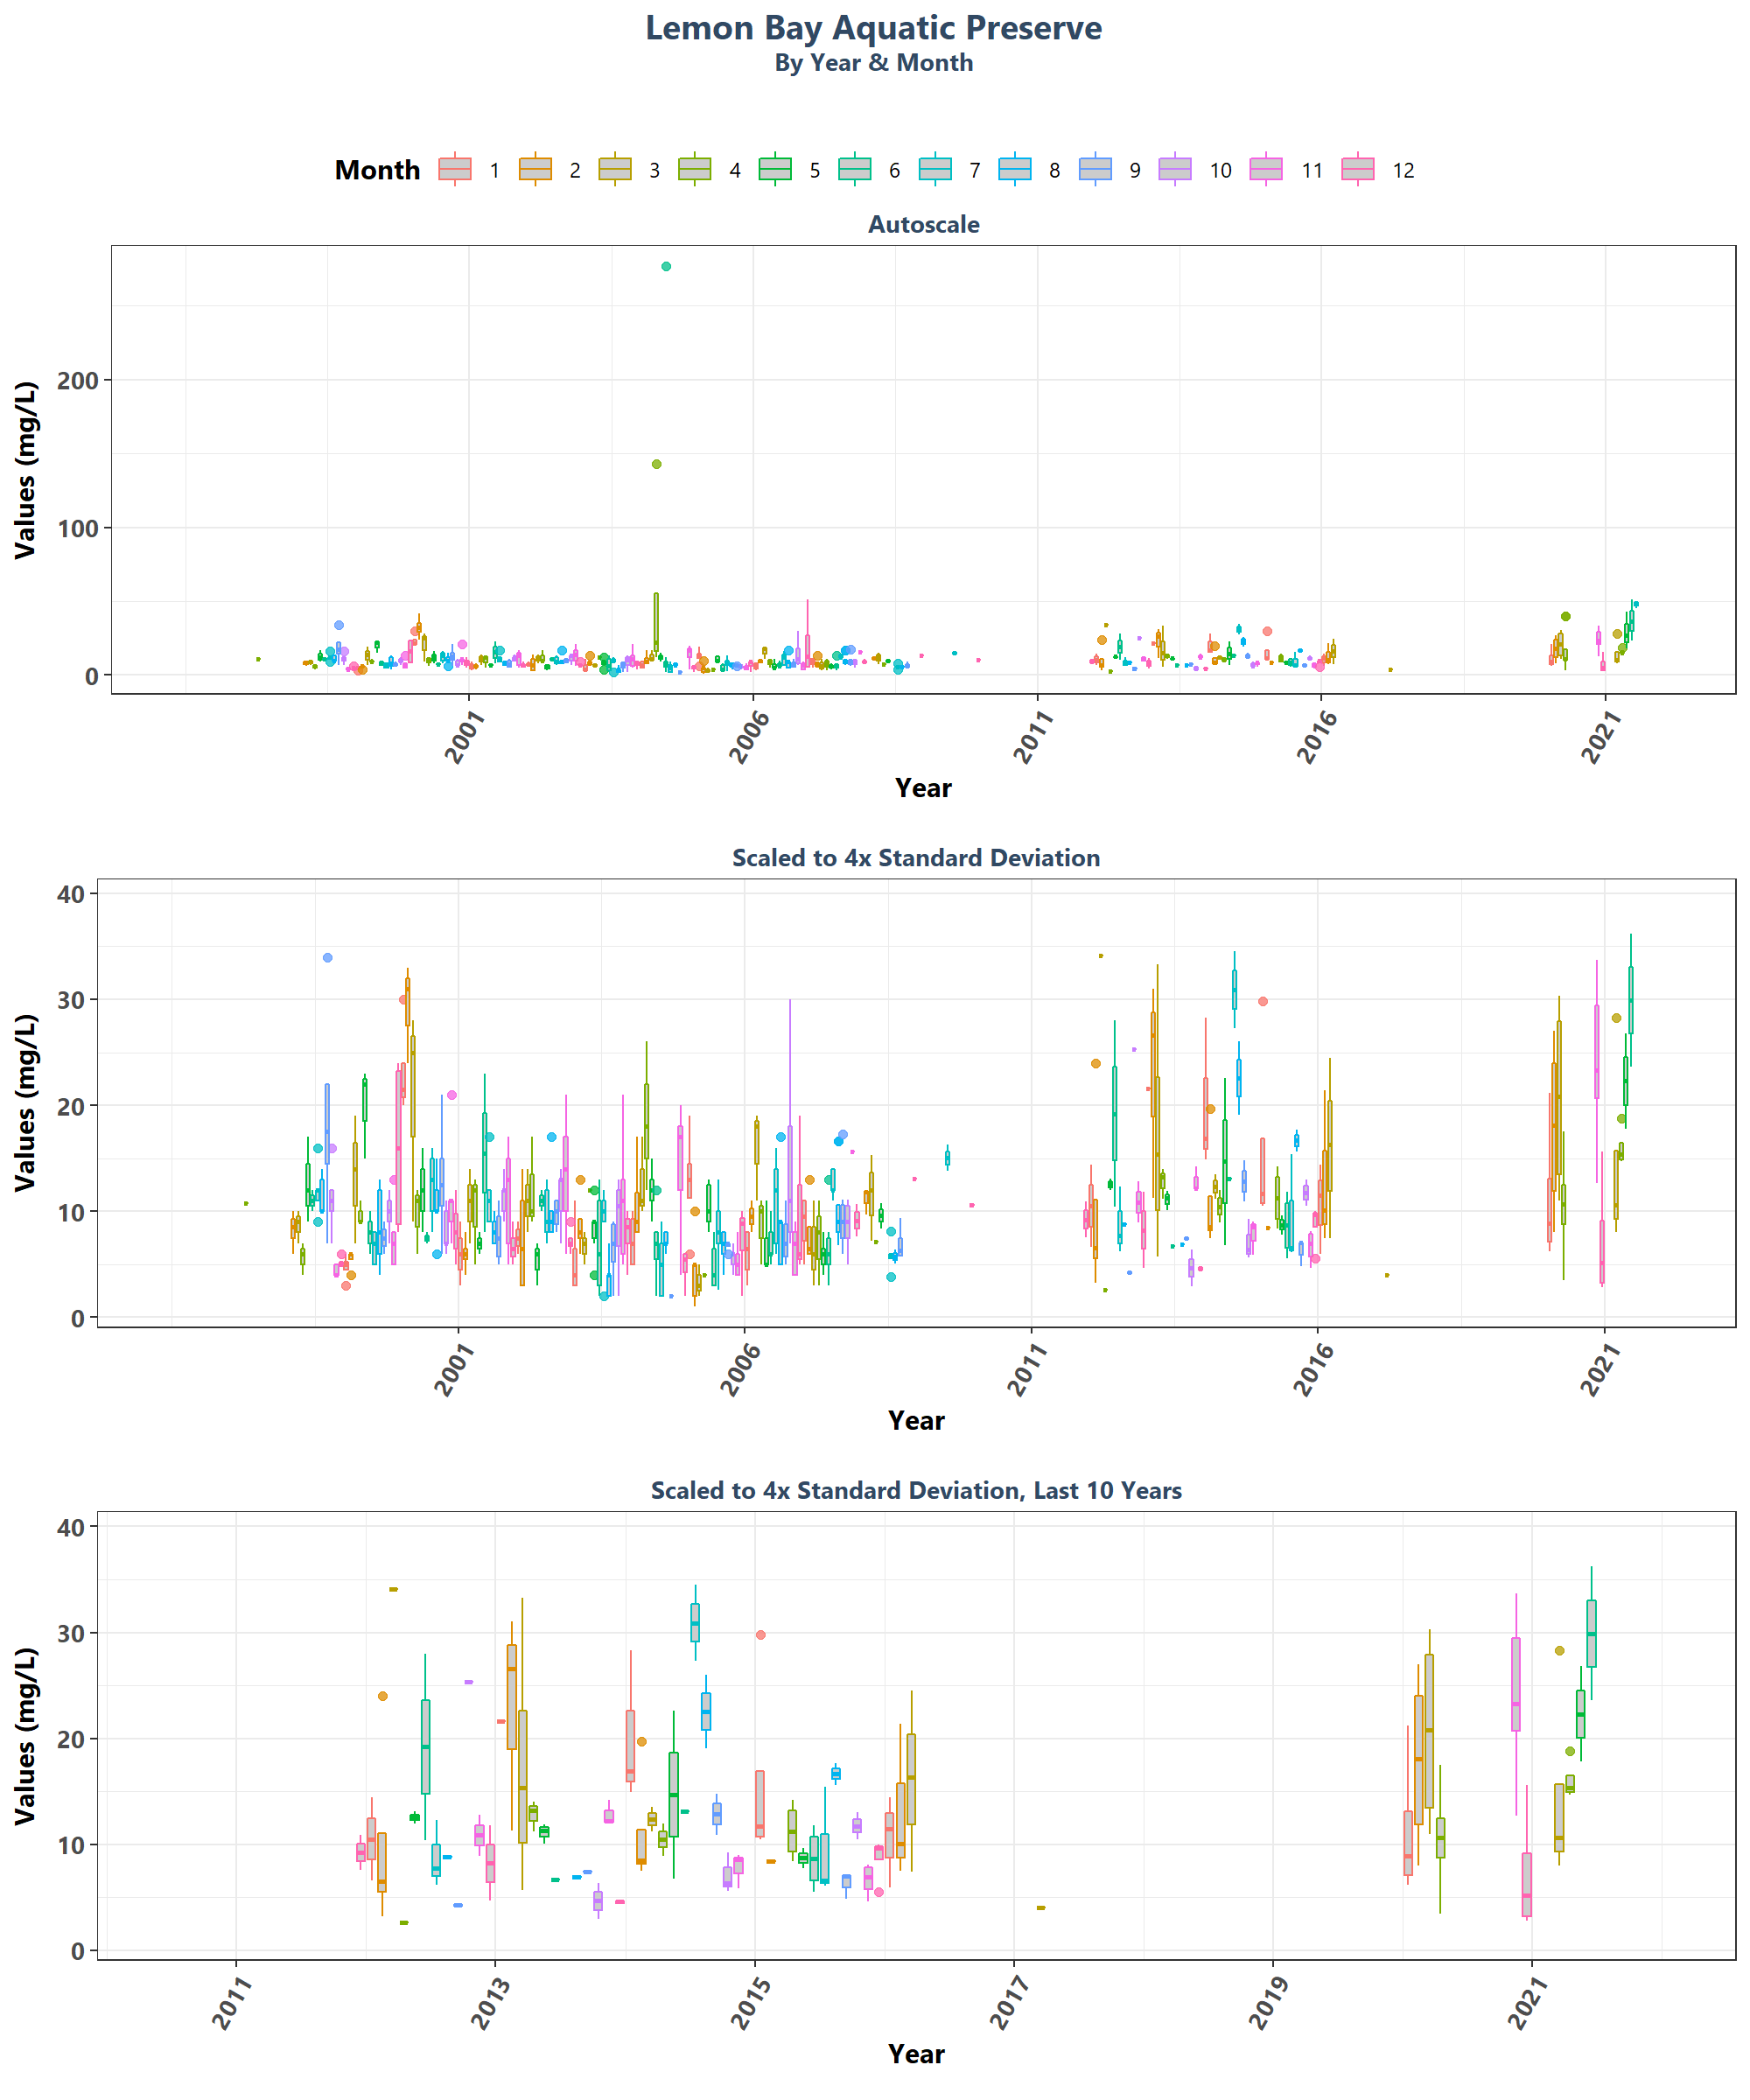 Lemon Bay Aquatic Preserve
By Year & Month
Month 1 2 3 4 5 6 7 8 9 10 11 12
Autoscale
Values (mg/L)
200
100
0
2001 2006 2011 2016 2021
Year
Scaled to 4x Standard Deviation
Values (mg/L)
40
30
20
10
0
2001 2006 2011 2016 2021
Year
Scaled to 4x Standard Deviation, Last 10 Years
Values (mg/L)
40
30
20
10
0
2011 2013 2015 2017 2019 2021
Year